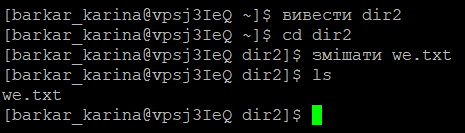 [barkar_karina@vpsj3IeQ ~]$ вивести dir2
[barkar_karina@vpsj3IeQ ~]$ cd dir2
[barkar_karina@vpsj3IeQ dir2]$ змішати we.txt
[barkar_karina@vpsj3IeQ dir2]$ ls
we.txt
[barkar_karina@vpsj3IeQ dir2]$